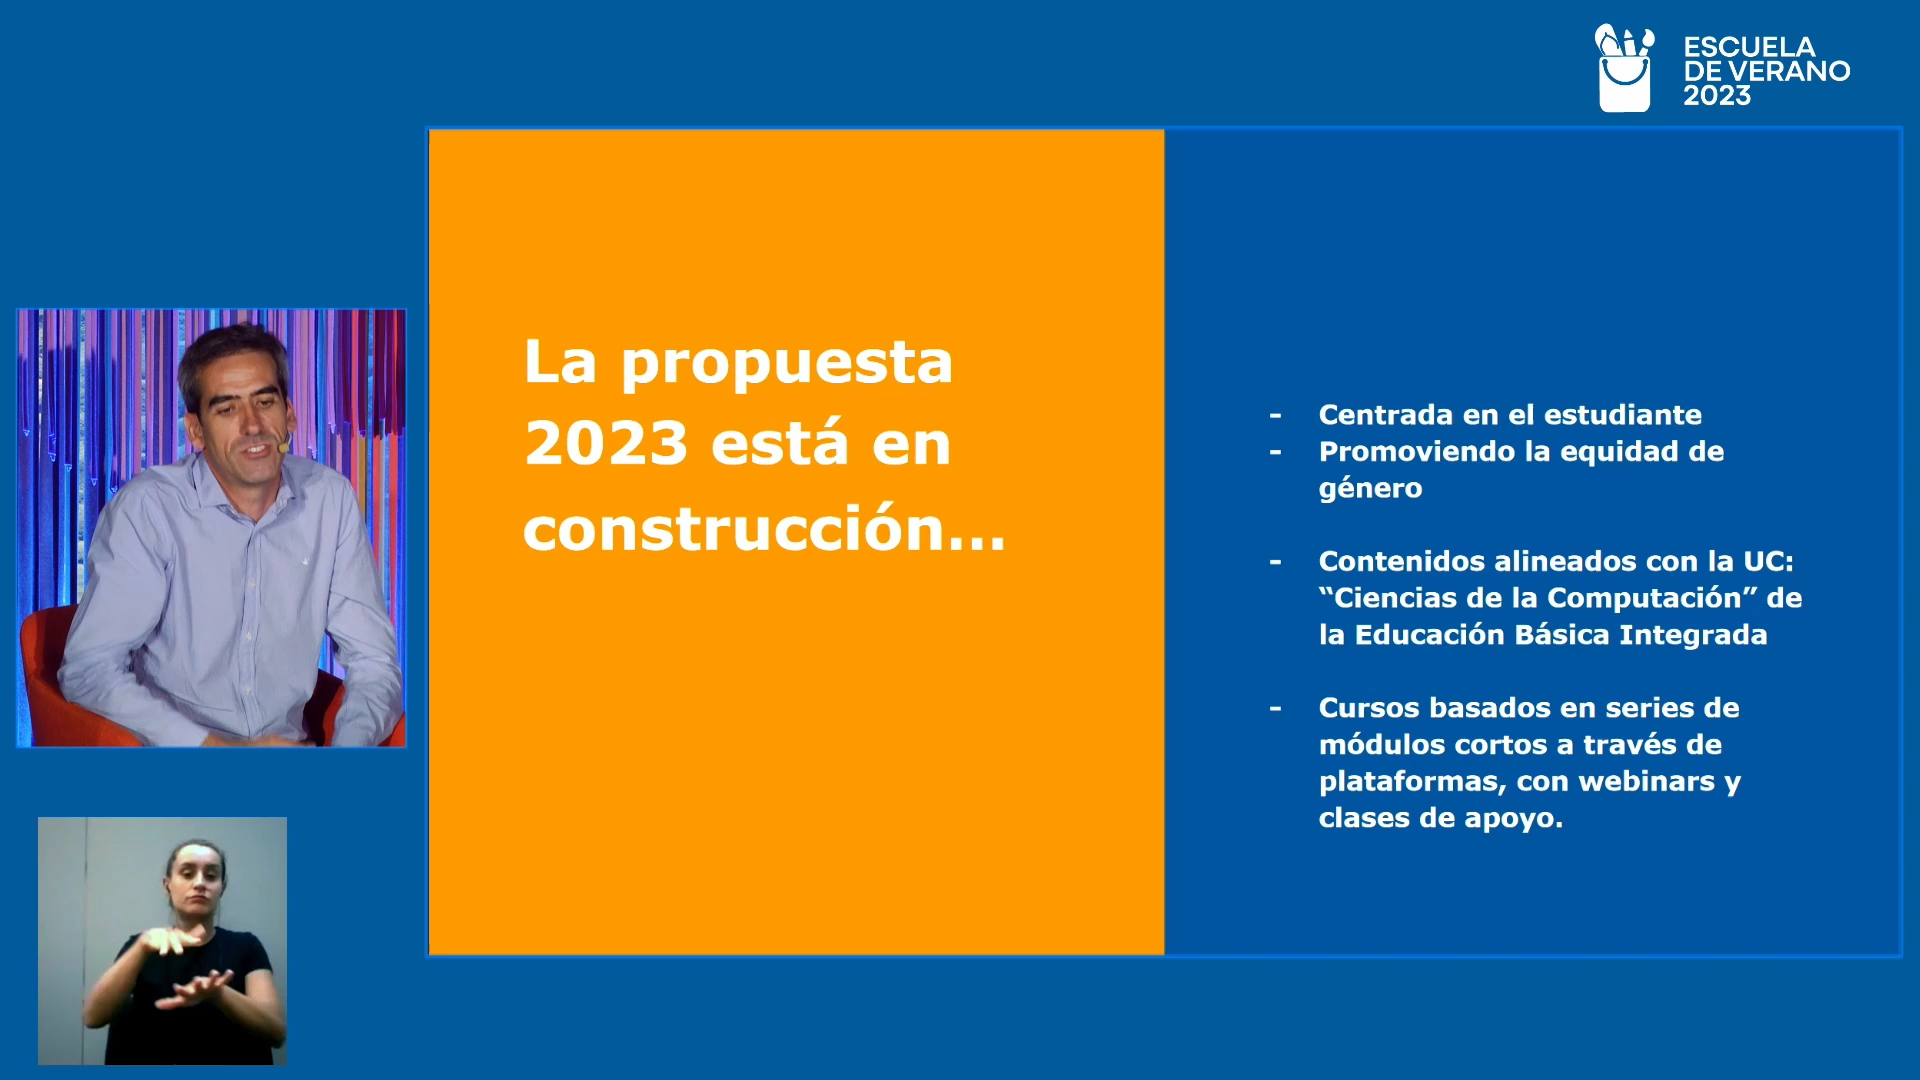 ESCUELA
DE VERANO
2023
La propuesta
2023 está en
construcción...
- Centrada en el estudiante
- Promoviendo la equidad de
género
- Contenidos alineados con la UC:
“Ciencias de la Computación” de
la Educación Básica Integrada
- Cursos basados en series de
módulos cortos a través de
plataformas, con webinars y
clases de apoyo.